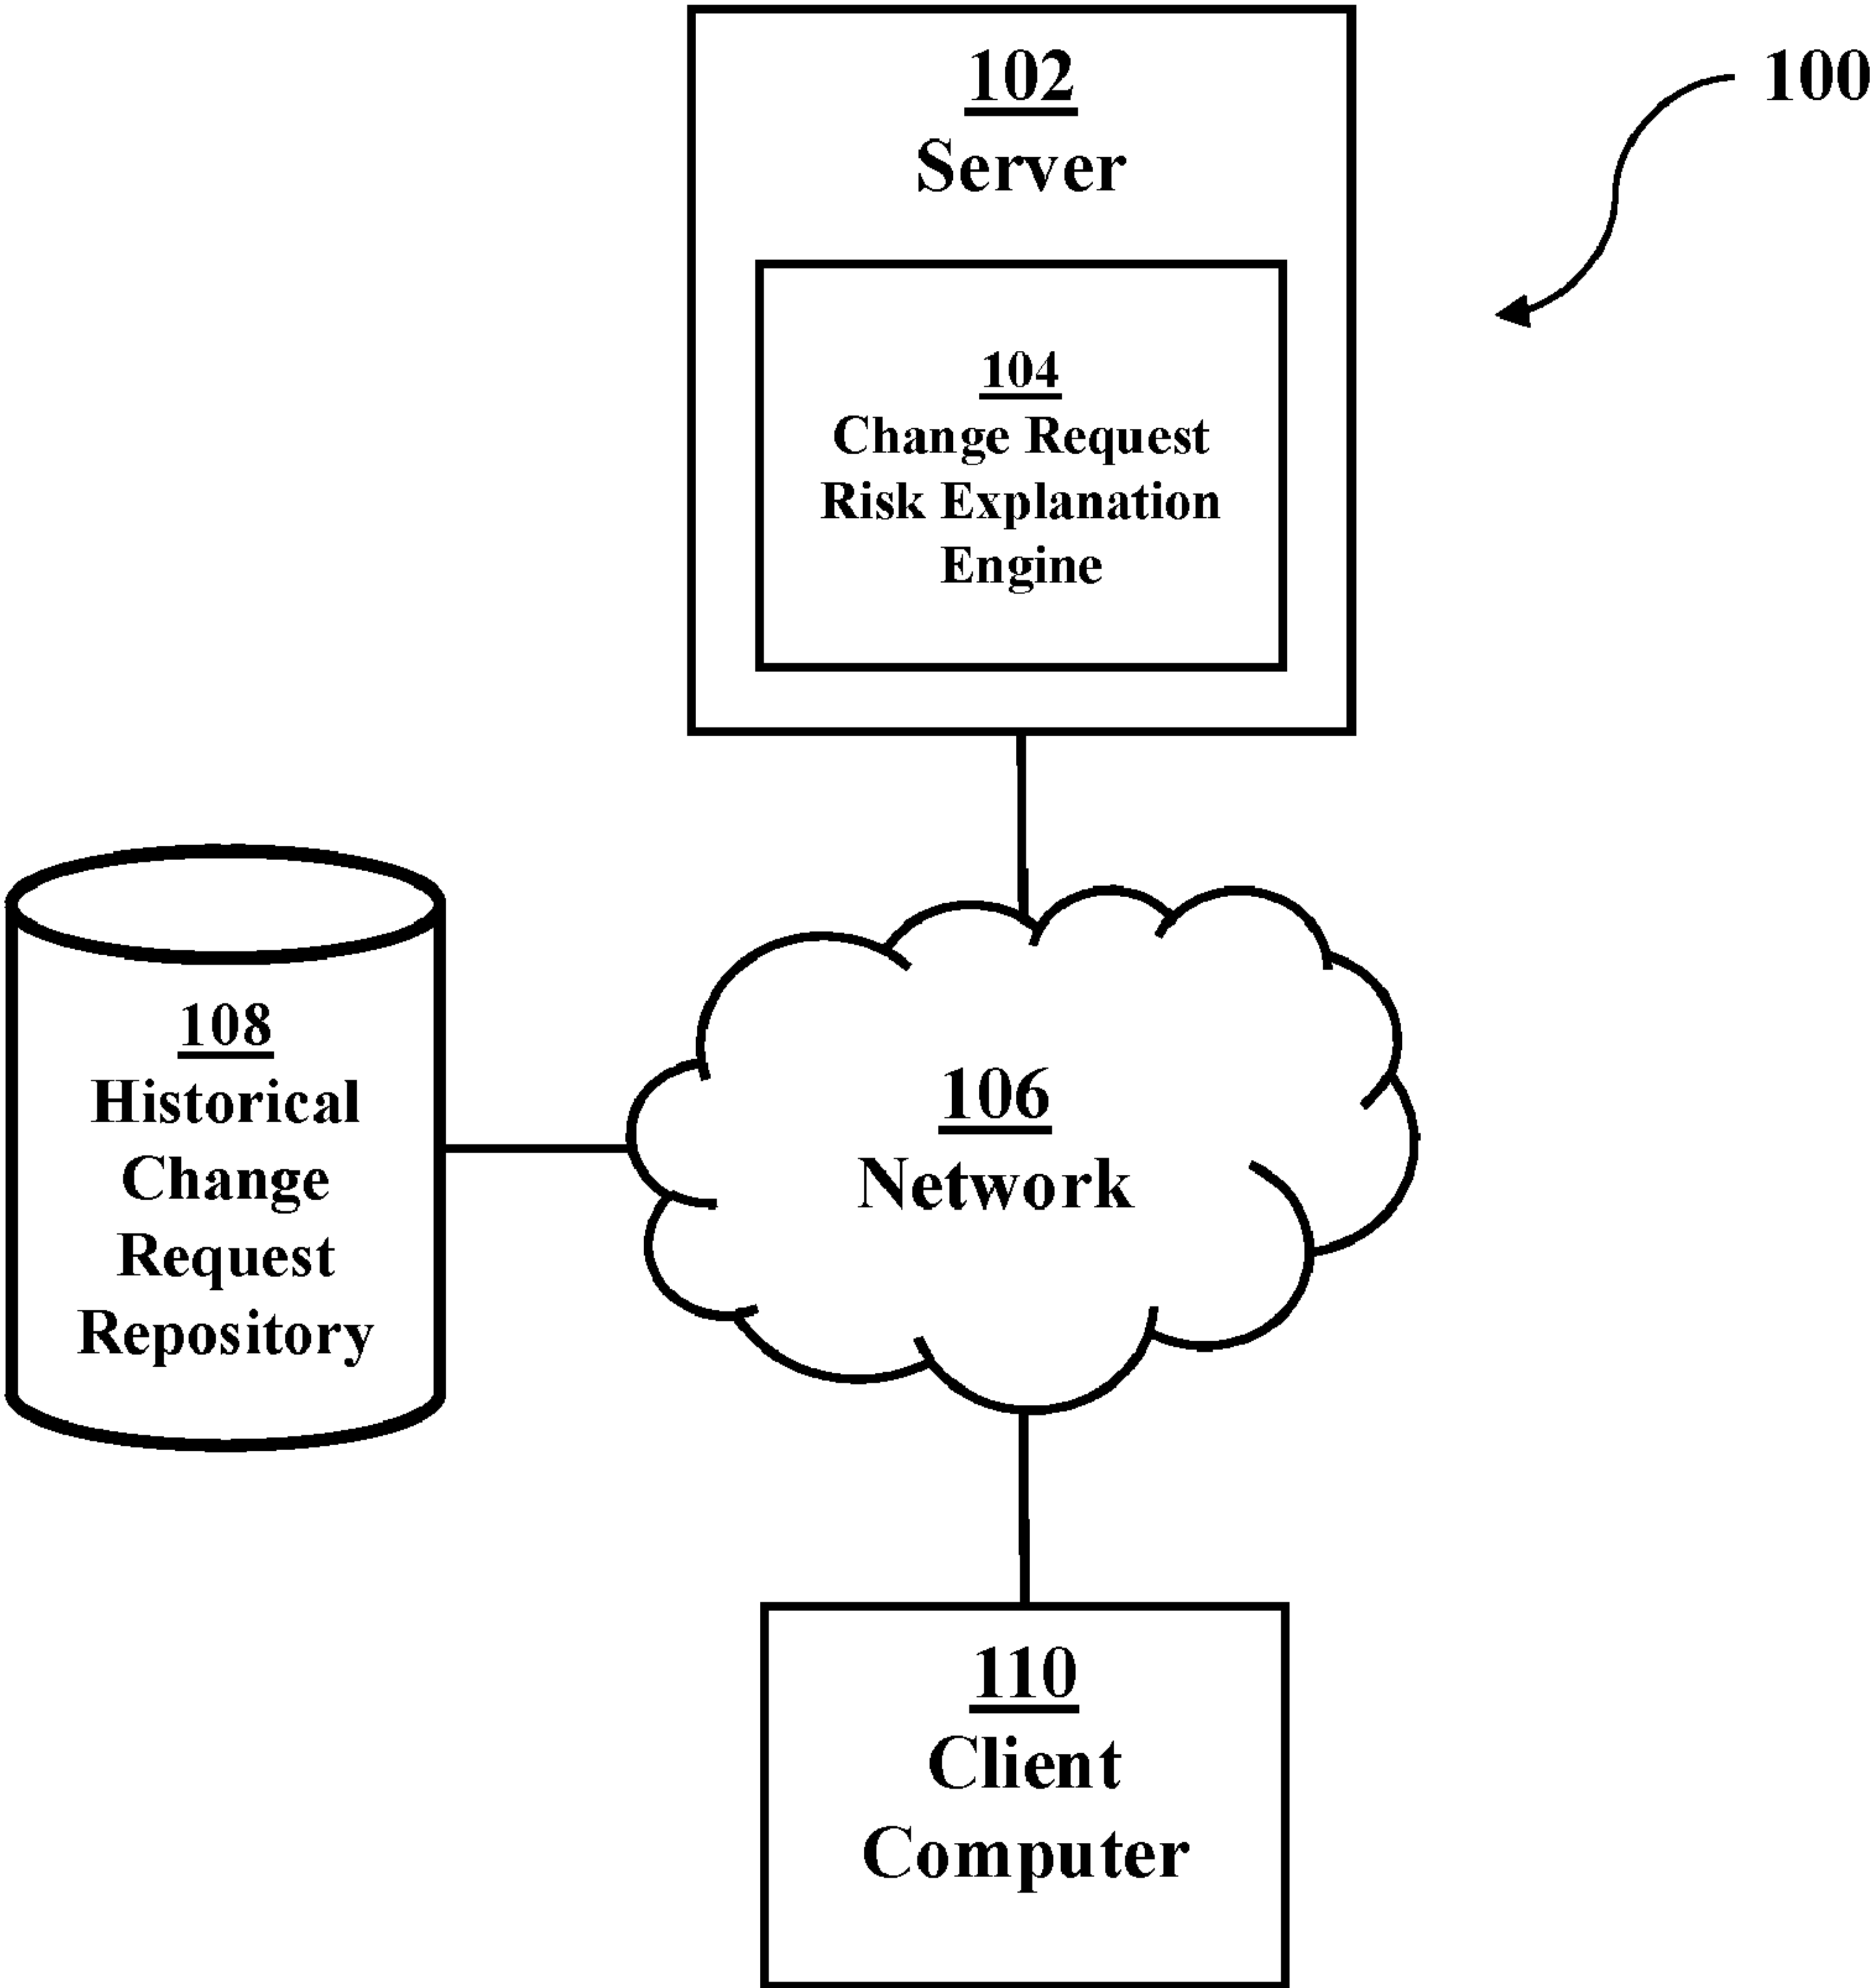 102
Server
100
104
Change Request
Risk Explanation
Engine
108
Historical
Change
Request
Repository
106
Network
110
Client
Computer